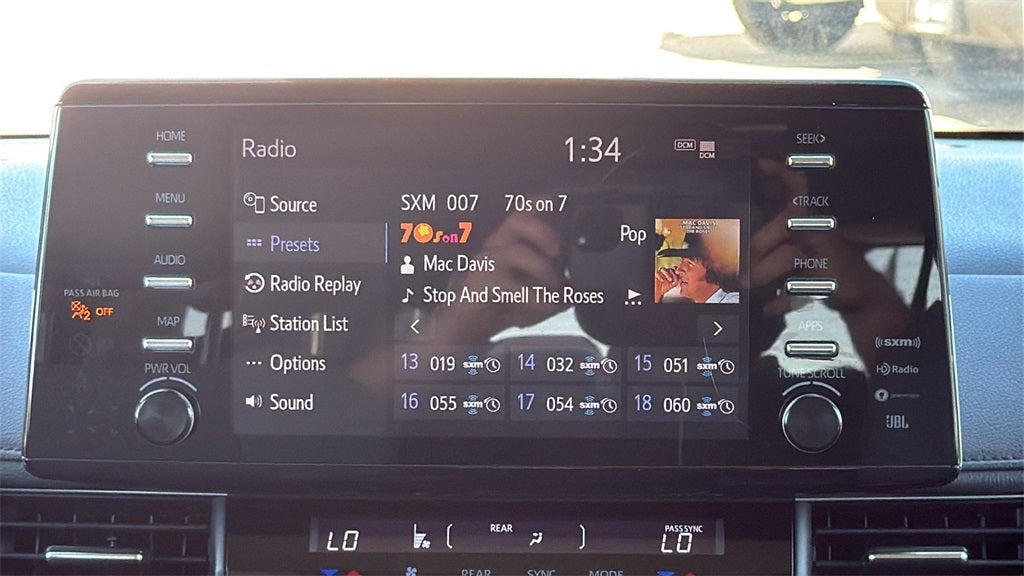 HOME
MENU
AUDIO
PASS AIR BAG
2 OFF
MAP
PWR VOL
Radio
1:34
DCM
DCM
Source
Presets
Radio Replay
Station List
Options
Sound
SXM 007 70s on 7
70s on 7
Pop
Mac Davis
Stop And Smell The Roses
MAC DAVIS
< >
13 019 sxm
14 032 sxm
15 051 sxm
16 055 sxm
17 054 sxm
18 060 sxm
SEEK>
<TRACK
PHONE
APPS
TUNE SCROLL
((sxm))
HD Radio
JBL
LO
REAR
PASS SYNC
LO
REAR
SYNC
MODE